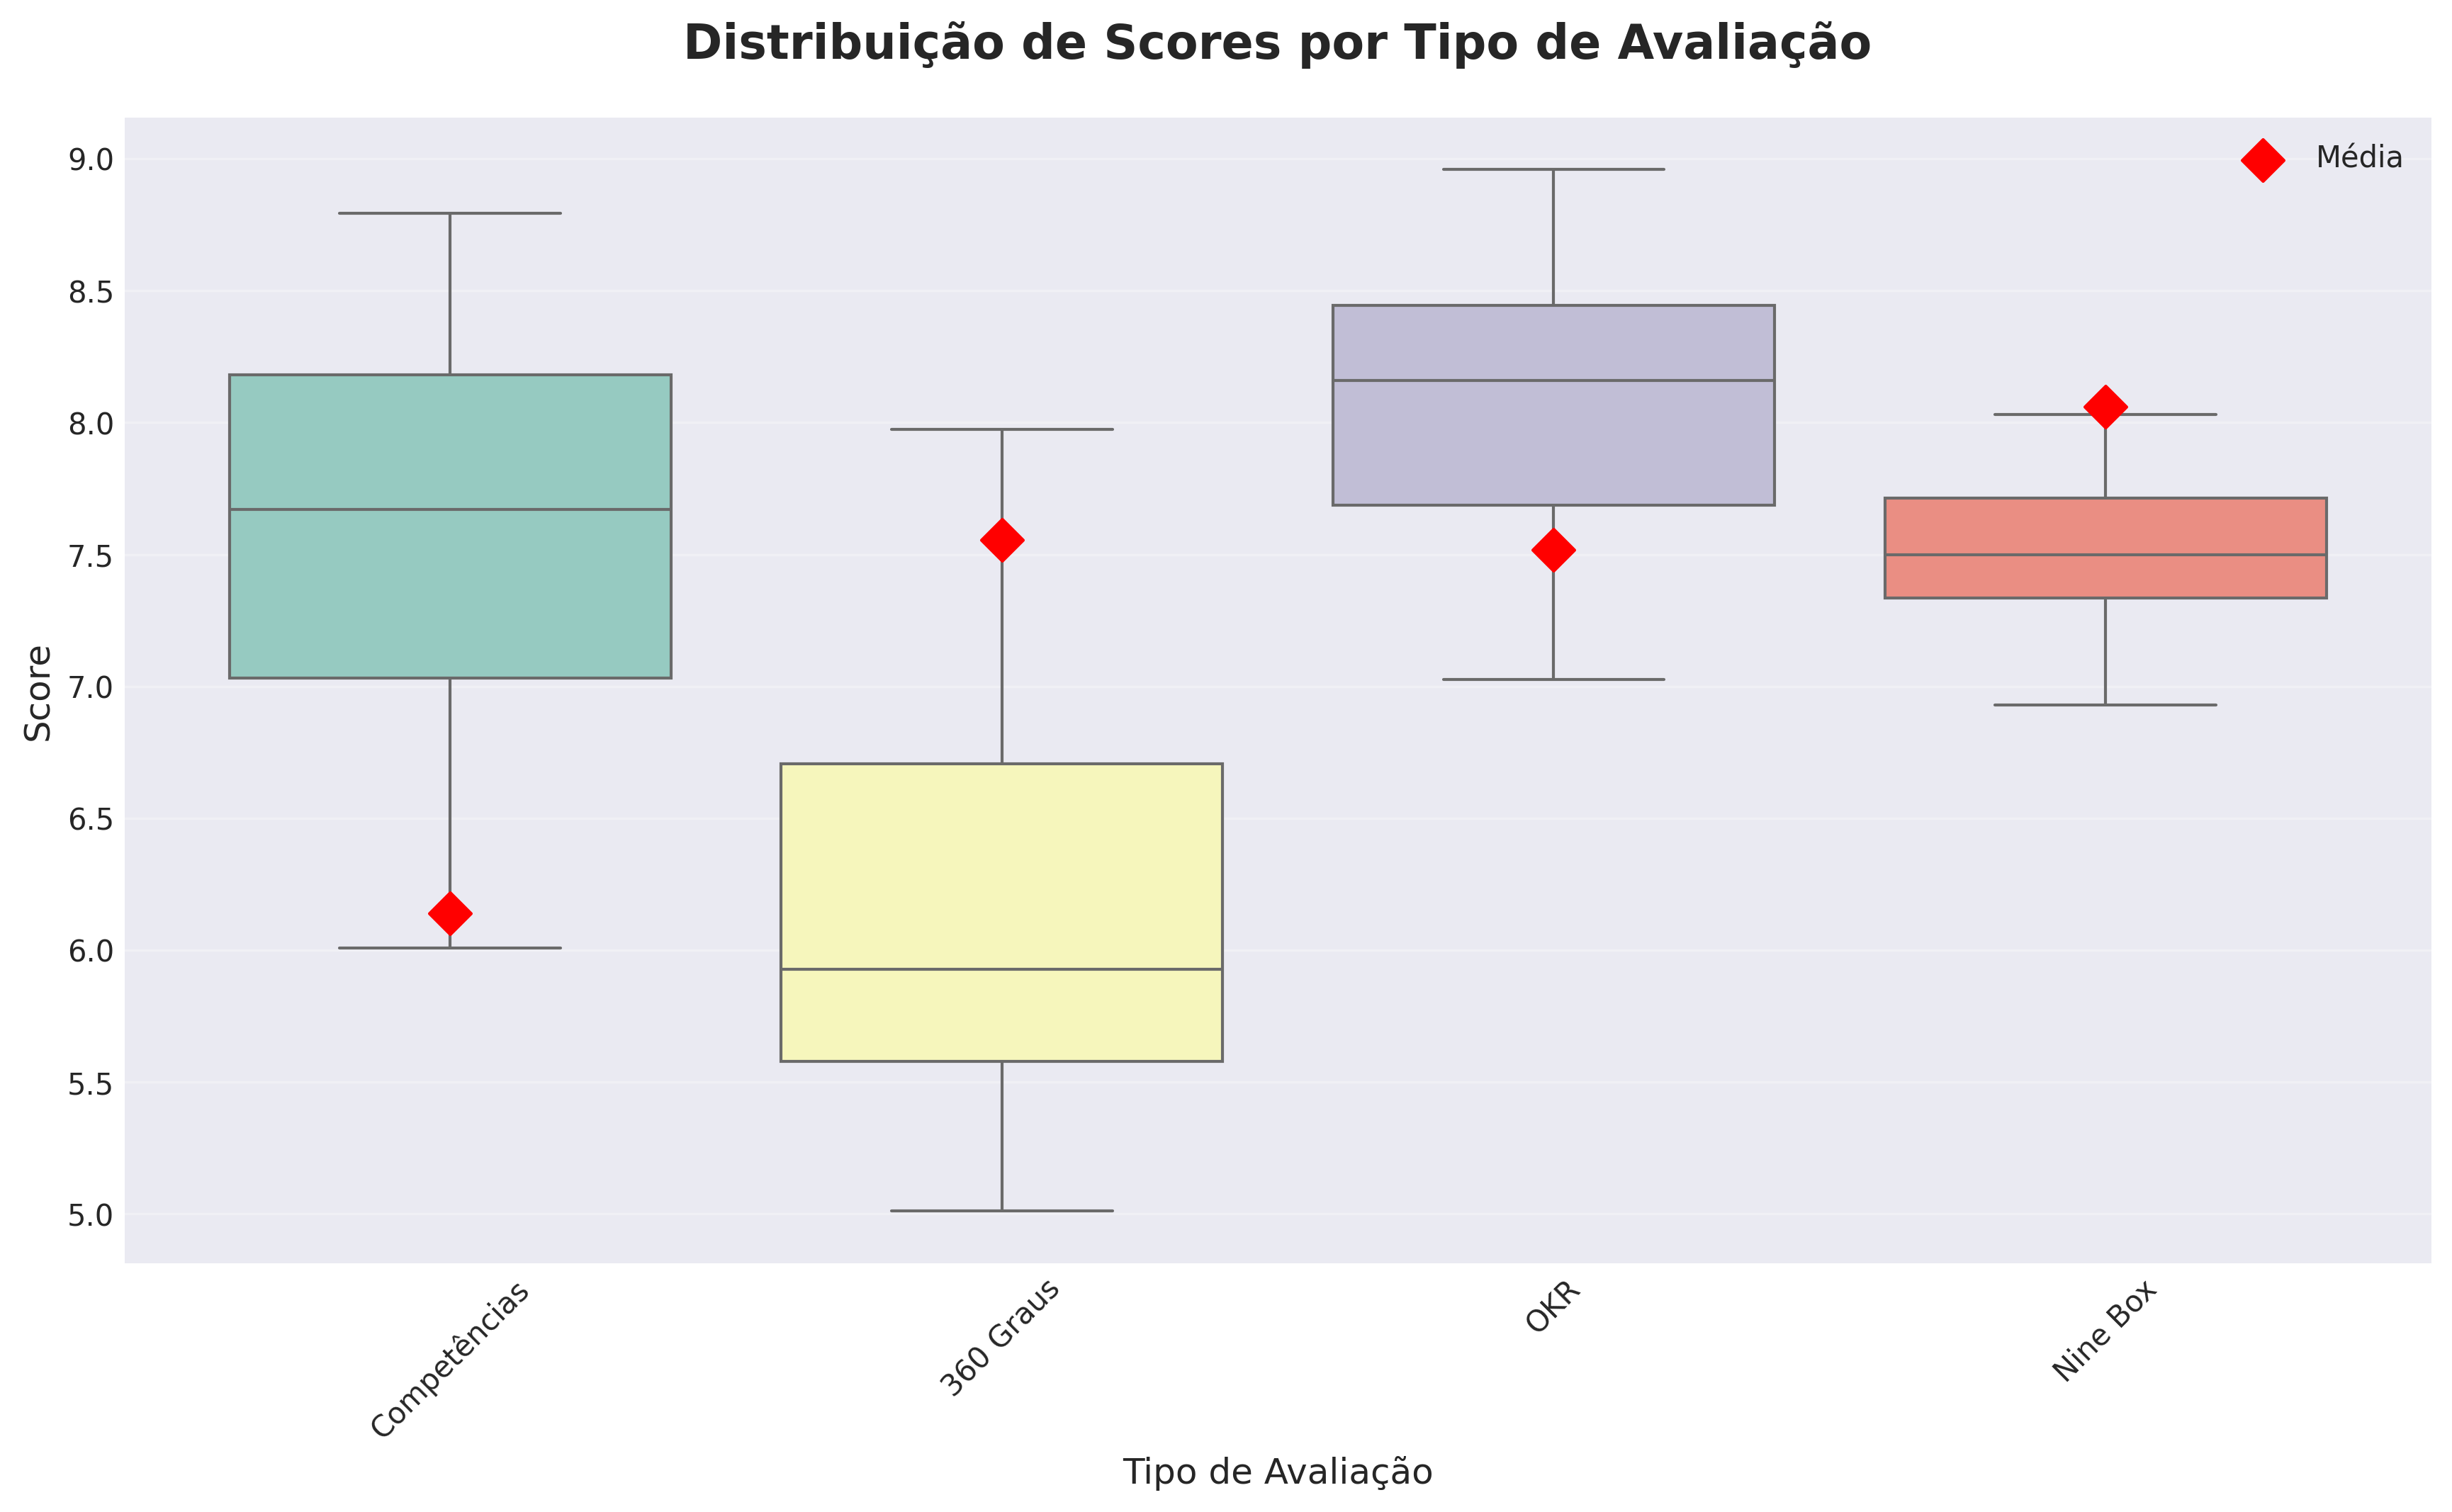 Distribuição de Scores por Tipo de Avaliação
Média
9.0
8.5
8.0
7.5
7.0
6.5
6.0
5.5
5.0
Score
Competências
360 Graus
OKR
Nine Box
Tipo de Avaliação